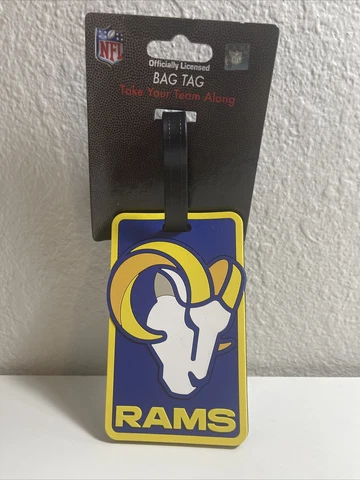 NFL
Officially Licensed
BAG TAG
Take Your Team Along
RAMS